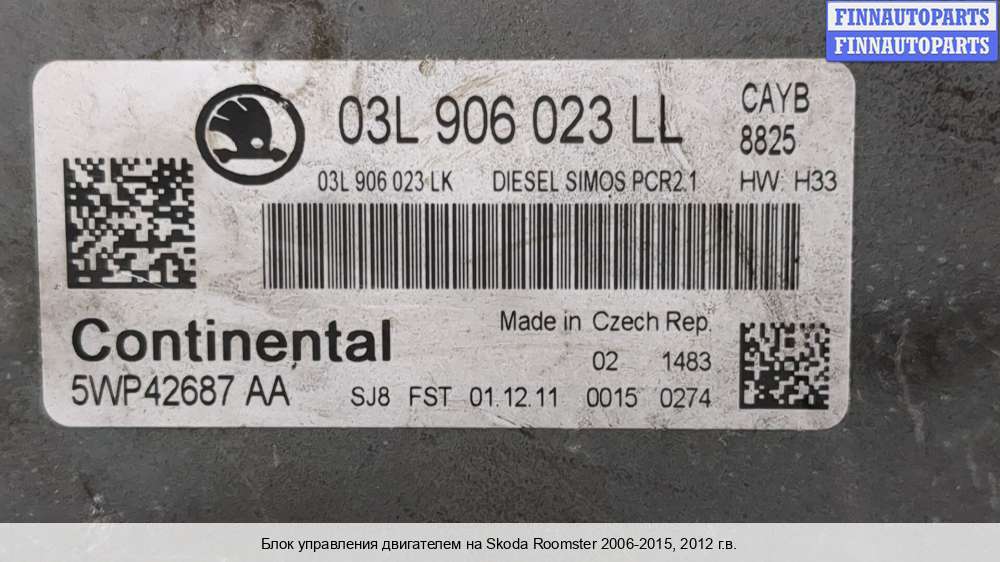 FINNAUTOPARTS
FINNAUTOPARTS
03L 906 023 LL
CAYB
8825
03L 906 023 LK DIESEL SIMOS PCR2.1 HW: H33
Continental
Made in Czech Rep.
02 1483
5WP42687 AA
SJ8 FST 01.12.11 0015 0274
Блок управления двигателем на Skoda Roomster 2006-2015, 2012 г.в.